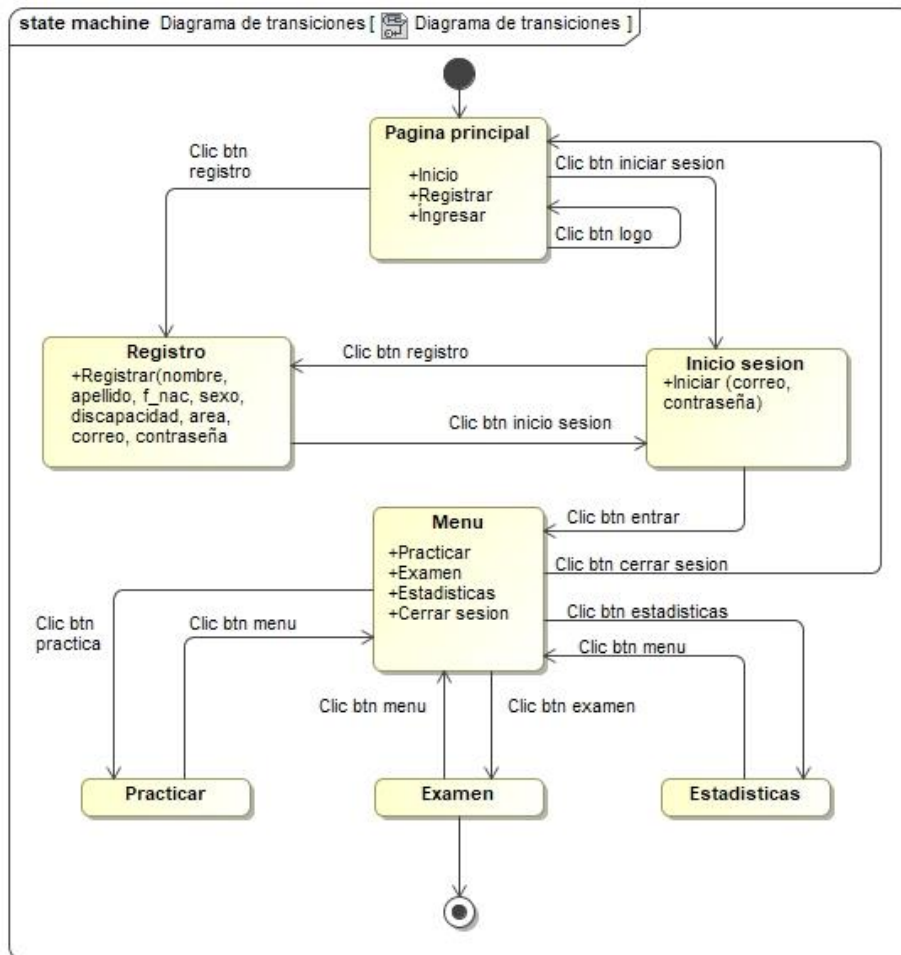 state machine Diagrama de transiciones [ Diagrama de transiciones ]
Pagina principal
+Inicio
+Registrar
+Ingresar
Clic btn
registro
Clic btn iniciar sesion
Clic btn logo
Registro
+Registrar(nombre,
apellido, f_nac, sexo,
discapacidad, area,
correo, contraseña
Clic btn registro
Clic btn inicio sesion
Inicio sesion
+Iniciar (correo,
contraseña)
Clic btn entrar
Menu
+Practicar
+Examen
+Estadisticas
+Cerrar sesion
Clic btn cerrar sesion
Clic btn estadisticas
Clic btn
practica
Clic btn menu
Clic btn menu
Clic btn menu
Clic btn examen
Practicar
Examen
Estadisticas